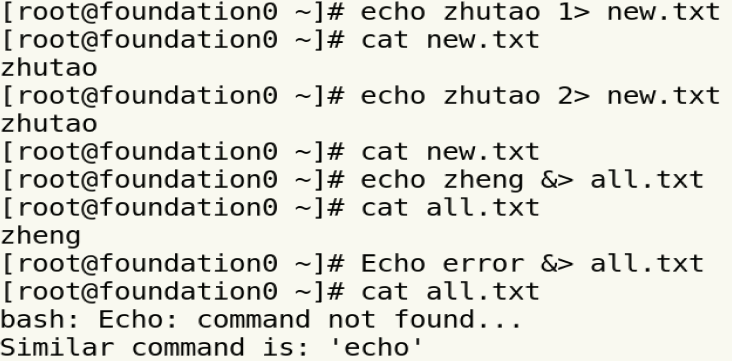 [root@foundation0 ~]# echo zhutao 1> new.txt
[root@foundation0 ~]# cat new.txt
zhutao
[root@foundation0 ~]# echo zhutao 2> new.txt
zhutao
[root@foundation0 ~]# cat new.txt
[root@foundation0 ~]# echo zheng &> all.txt
[root@foundation0 ~]# cat all.txt
zheng
[root@foundation0 ~]# Echo error &> all.txt
[root@foundation0 ~]# cat all.txt
bash: Echo: command not found...
Similar command is: 'echo'